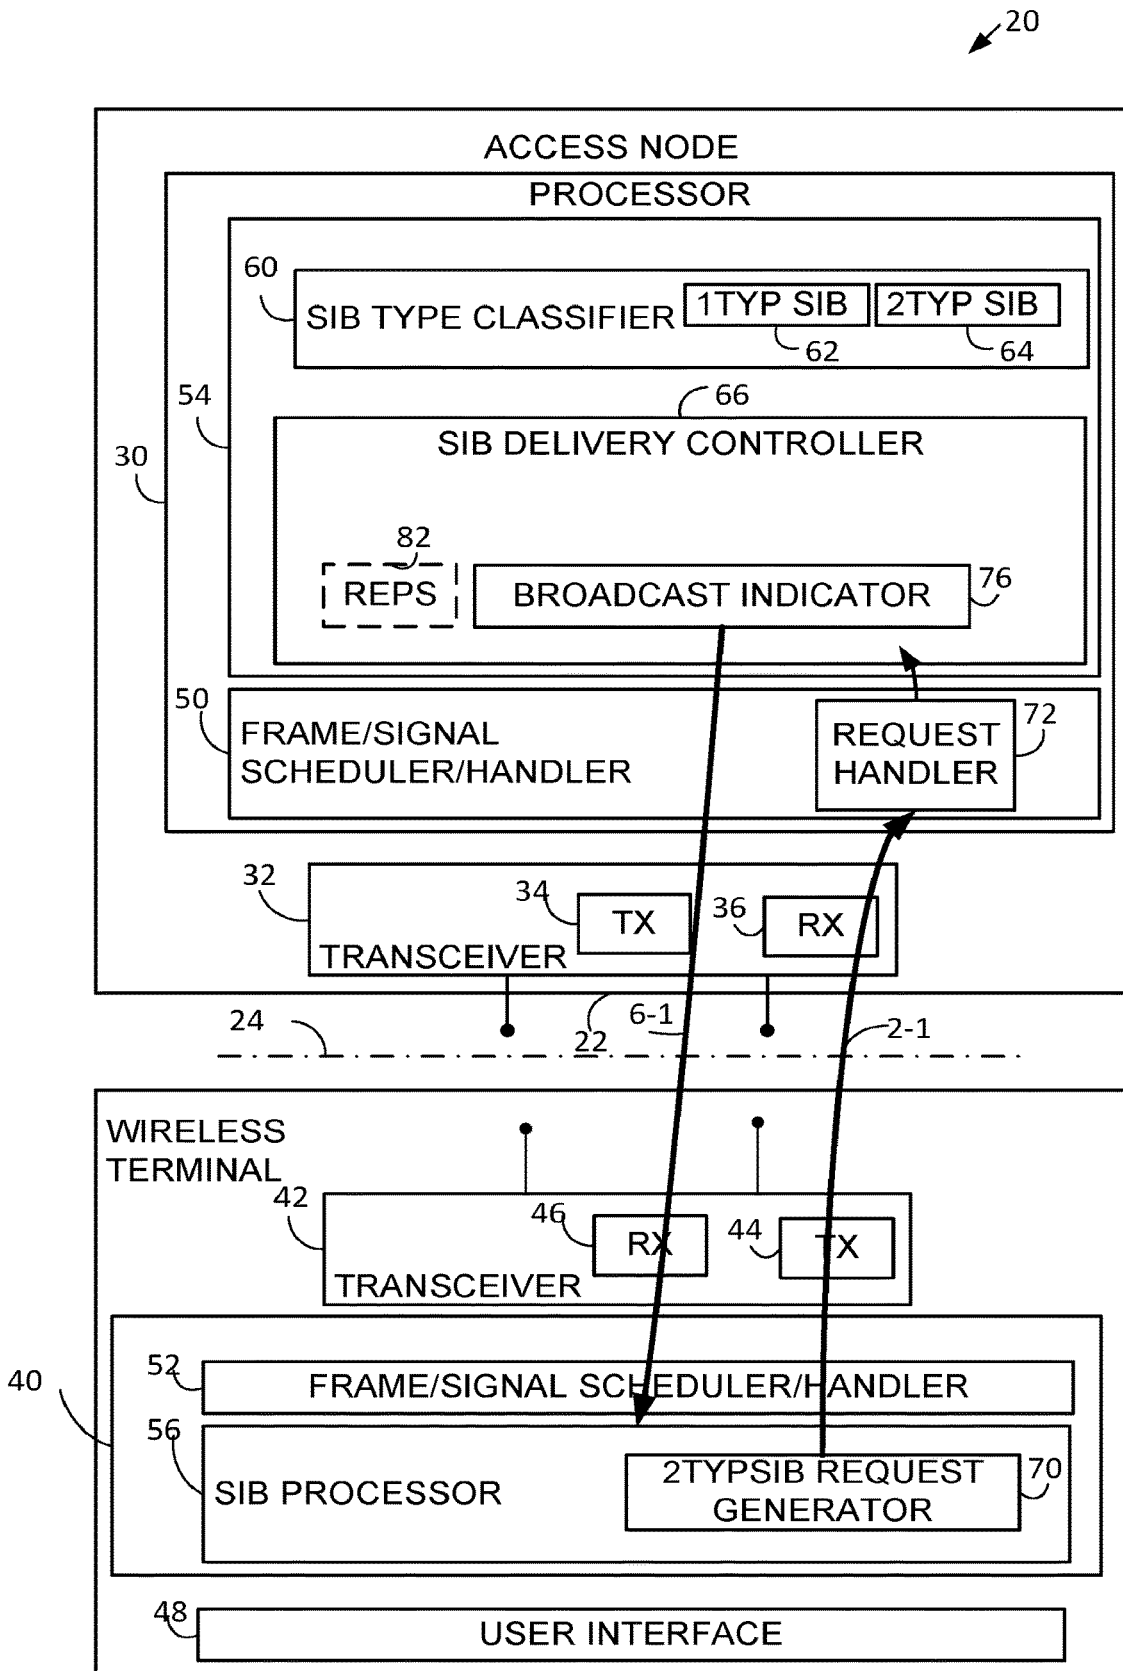 20
ACCESS NODE
PROCESSOR
60
SIB TYPE CLASSIFIER
1TYP SIB
2TYP SIB
62
64
54
66
SIB DELIVERY CONTROLLER
30
82
REPS
BROADCAST INDICATOR
76
50
FRAME/SIGNAL
SCHEDULER/HANDLER
REQUEST
HANDLER
72
32
34
TX
36
RX
TRANSCEIVER
24
22
6-1
2-1
WIRELESS
TERMINAL
42
46
RX
44
TX
TRANSCEIVER
40
52
FRAME/SIGNAL SCHEDULER/HANDLER
56
SIB PROCESSOR
2TYPSIB REQUEST
GENERATOR
70
48
USER INTERFACE